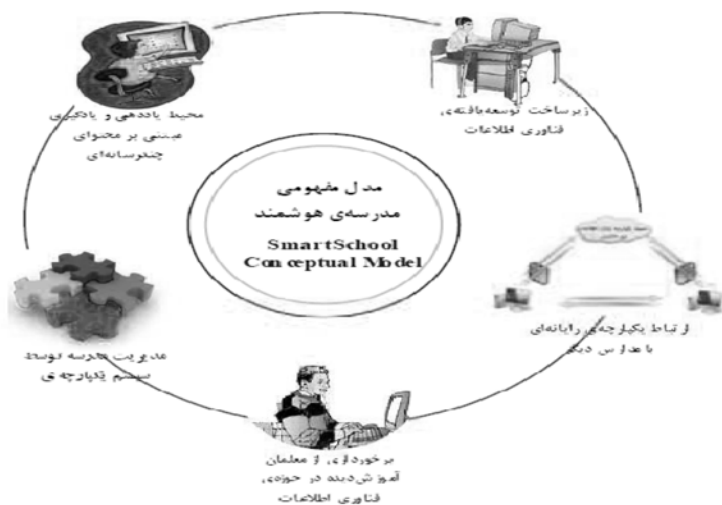 مدل مفهومی
مدرسه‌ی هوشمند
SmartSchool
Conceptual Model
زیرساخت توسعه‌یافته‌ی
فناوری اطلاعات
ارتباط یکپارچه‌ی رایانه‌ای
با مدارس دیگر
برخورداری از معلمان
آموزش‌دیده در حوزه‌ی
فناوری اطلاعات
مدیریت مدرسه توسط
سیستم یکپارچه‌ی
محیط یاددهی و یادگیری
مبتنی بر محتوای
چندرسانه‌ای